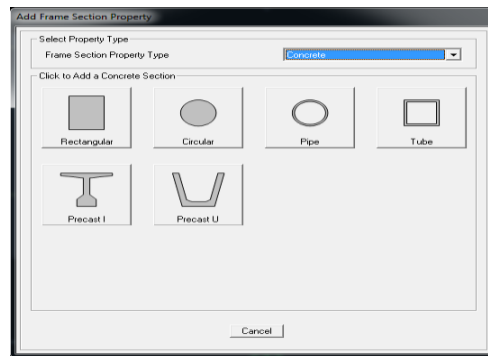 Add Frame Section Property
Select Property Type
Frame Section Property Type
Concrete
Click to Add a Concrete Section
Rectangular
Circular
Pipe
Tube
Precast I
Precast U
Cancel